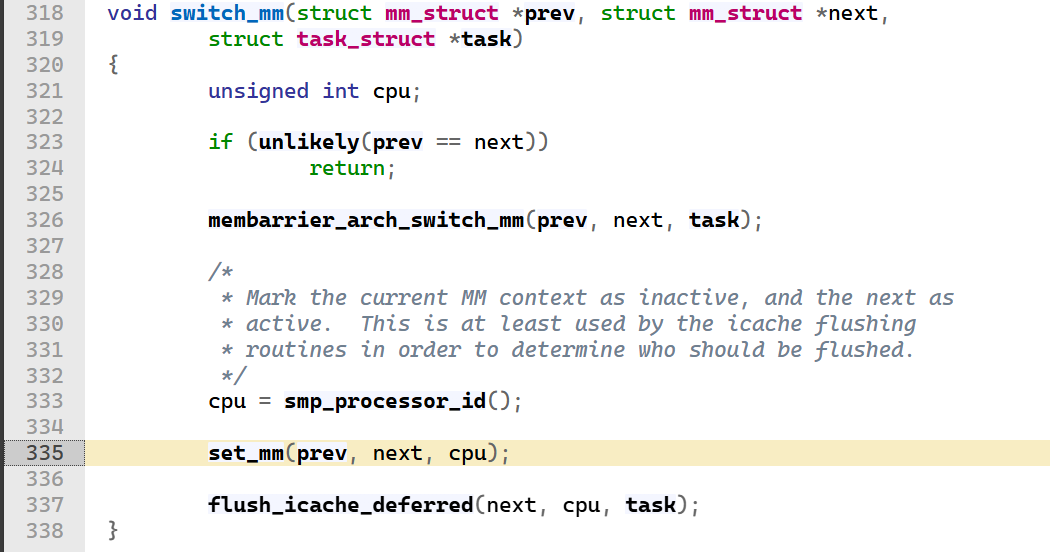 318 void switch_mm(struct mm_struct *prev, struct mm_struct *next,
319         struct task_struct *task)
320 {
321         unsigned int cpu;
322
323         if (unlikely(prev == next))
324                 return;
325
326         membarrier_arch_switch_mm(prev, next, task);
327
328         /*
329          * Mark the current MM context as inactive, and the next as
330          * active.  This is at least used by the icache flushing
331          * routines in order to determine who should be flushed.
332          */
333         cpu = smp_processor_id();
334
335         set_mm(prev, next, cpu);
336
337         flush_icache_deferred(next, cpu, task);
338 }